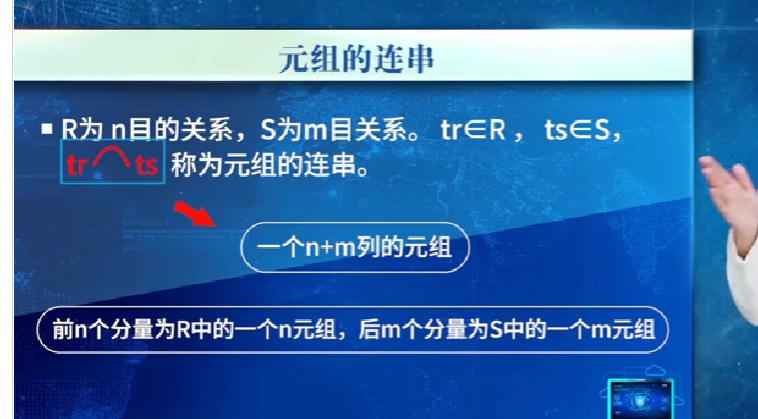 元组的连串
▪ R为 n目的关系，S为m目关系。 tr∈R ， ts∈S，
tr⌒ts 称为元组的连串。
一个n+m列的元组
前n个分量为R中的一个n元组，后m个分量为S中的一个m元组